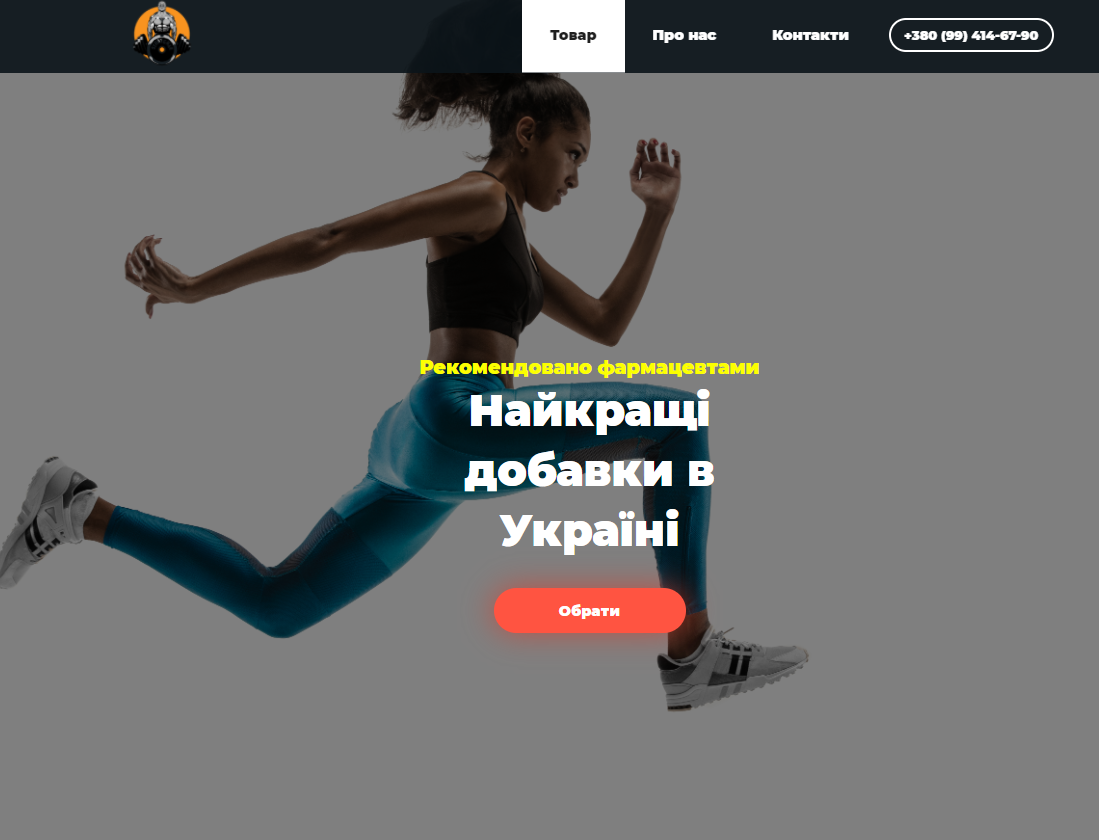 Товар
Про нас
Контакти
+380 (99) 414-67-90
Рекомендовано фармацевтами
Найкращі
добавки в
Україні
Обрати